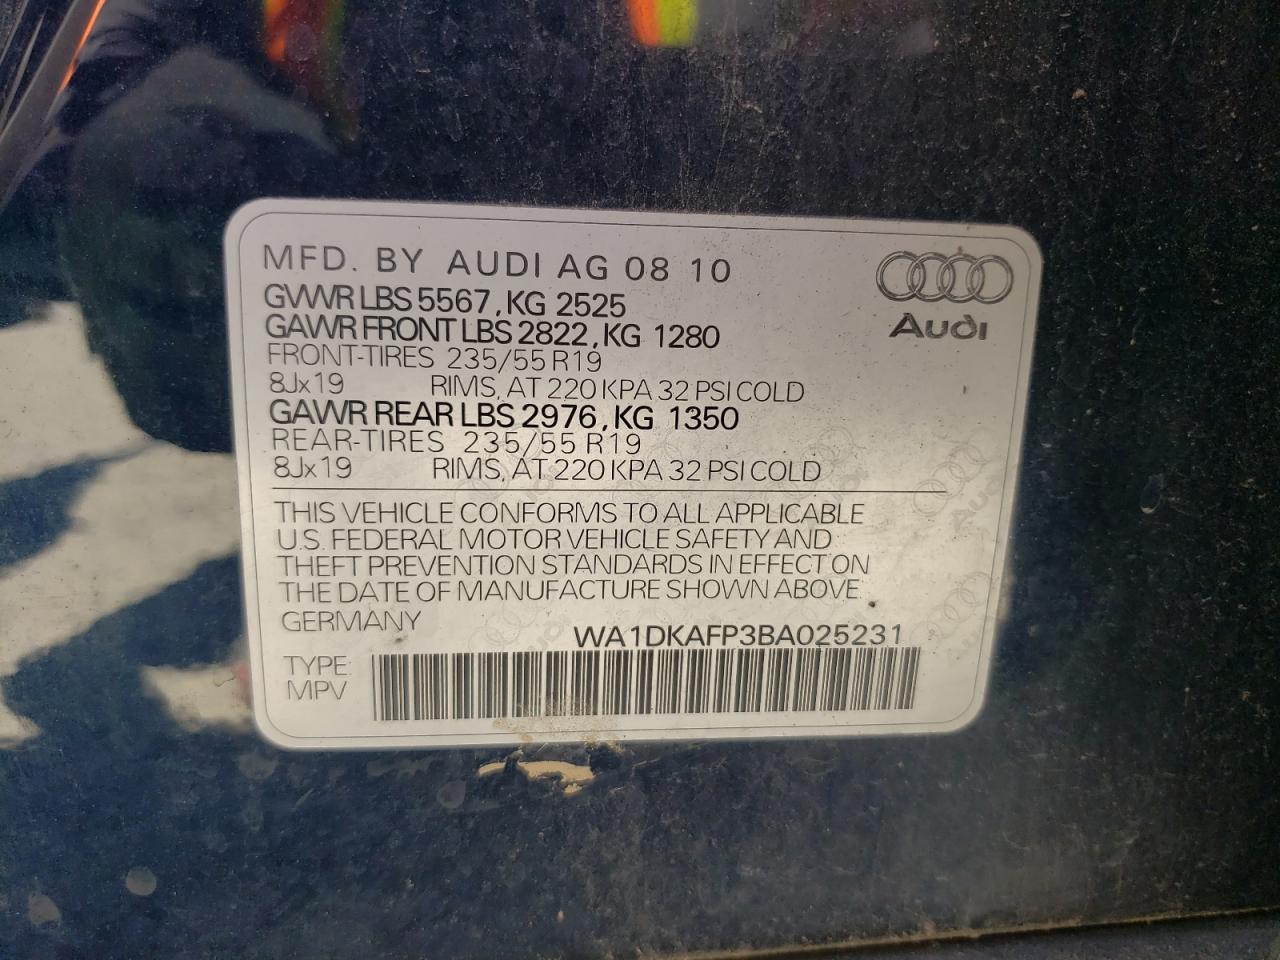 MFD. BY AUDI AG 08 10
GVWR LBS 5567, KG 2525
GAWR FRONT LBS 2822, KG 1280
FRONT-TIRES 235/55 R19
8Jx19 RIMS, AT 220 KPA 32 PSI COLD
GAWR REAR LBS 2976, KG 1350
REAR-TIRES 235/55 R19
8Jx19 RIMS, AT 220 KPA 32 PSI COLD
Audi
THIS VEHICLE CONFORMS TO ALL APPLICABLE
U.S. FEDERAL MOTOR VEHICLE SAFETY AND
THEFT PREVENTION STANDARDS IN EFFECT ON
THE DATE OF MANUFACTURE SHOWN ABOVE.
GERMANY
WA1DKAFP3BA025231
TYPE:
MPV